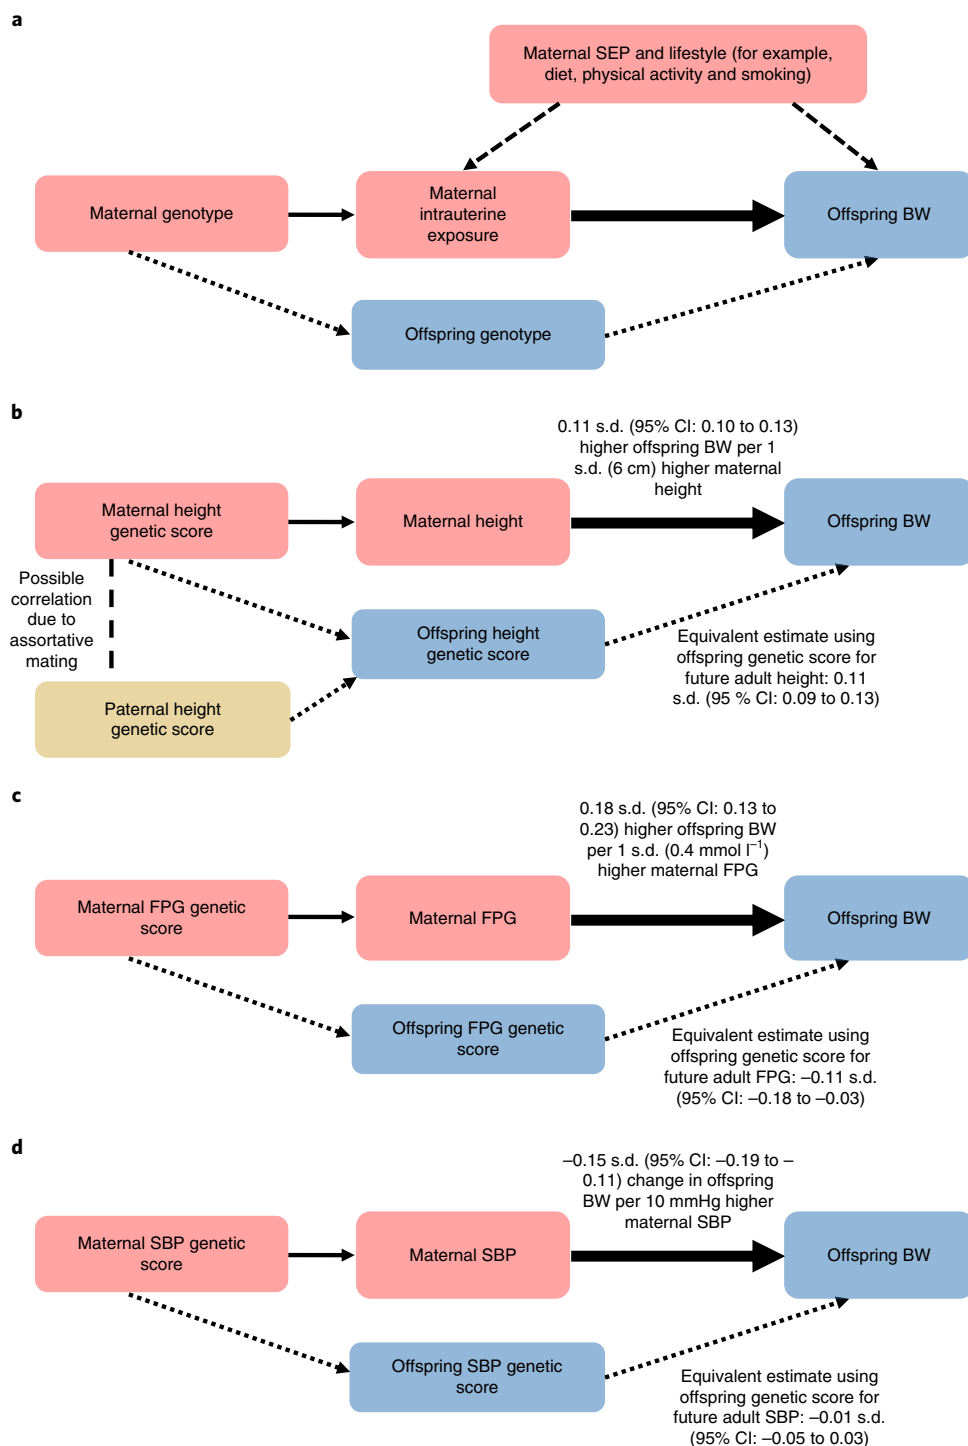 a
Maternal SEP and lifestyle (for example,
diet, physical activity and smoking)
Maternal genotype
Maternal
intrauterine
exposure
Offspring BW
Offspring genotype
b
0.11 s.d. (95% CI: 0.10 to 0.13)
higher offspring BW per 1
s.d. (6 cm) higher maternal
height
Maternal height
genetic score
Maternal height
Offspring BW
Possible
correlation
due to
assortative
mating
Offspring height
genetic score
Equivalent estimate using
offspring genetic score for
future adult height: 0.11
s.d. (95 % CI: 0.09 to 0.13)
Paternal height
genetic score
c
0.18 s.d. (95% CI: 0.13 to
0.23) higher offspring BW
per 1 s.d. (0.4 mmol l⁻¹)
higher maternal FPG
Maternal FPG genetic
score
Maternal FPG
Offspring BW
Offspring FPG genetic
score
Equivalent estimate using
offspring genetic score for
future adult FPG: –0.11 s.d.
(95% CI: –0.18 to –0.03)
d
–0.15 s.d. (95% CI: –0.19 to –
0.11) change in offspring
BW per 10 mmHg higher
maternal SBP
Maternal SBP genetic
score
Maternal SBP
Offspring BW
Offspring SBP genetic
score
Equivalent estimate using
offspring genetic score for
future adult SBP: –0.01 s.d.
(95% CI: –0.05 to 0.03)